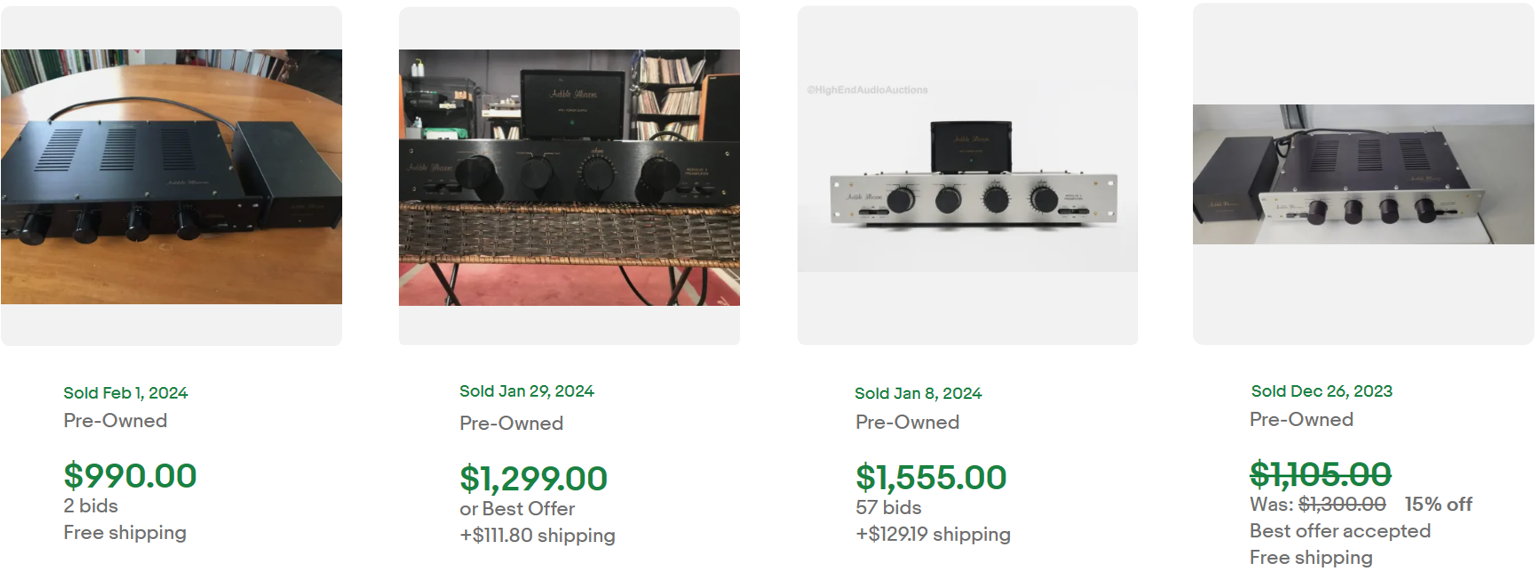 Audible Illusions
©HighEndAudioAuctions
Sold Feb 1, 2024
Pre-Owned
$990.00
2 bids
Free shipping
Sold Jan 29, 2024
Pre-Owned
$1,299.00
or Best Offer
+$111.80 shipping
Sold Jan 8, 2024
Pre-Owned
$1,555.00
57 bids
+$129.19 shipping
Sold Dec 26, 2023
Pre-Owned
$1,105.00
Was: $1,300.00 15% off
Best offer accepted
Free shipping